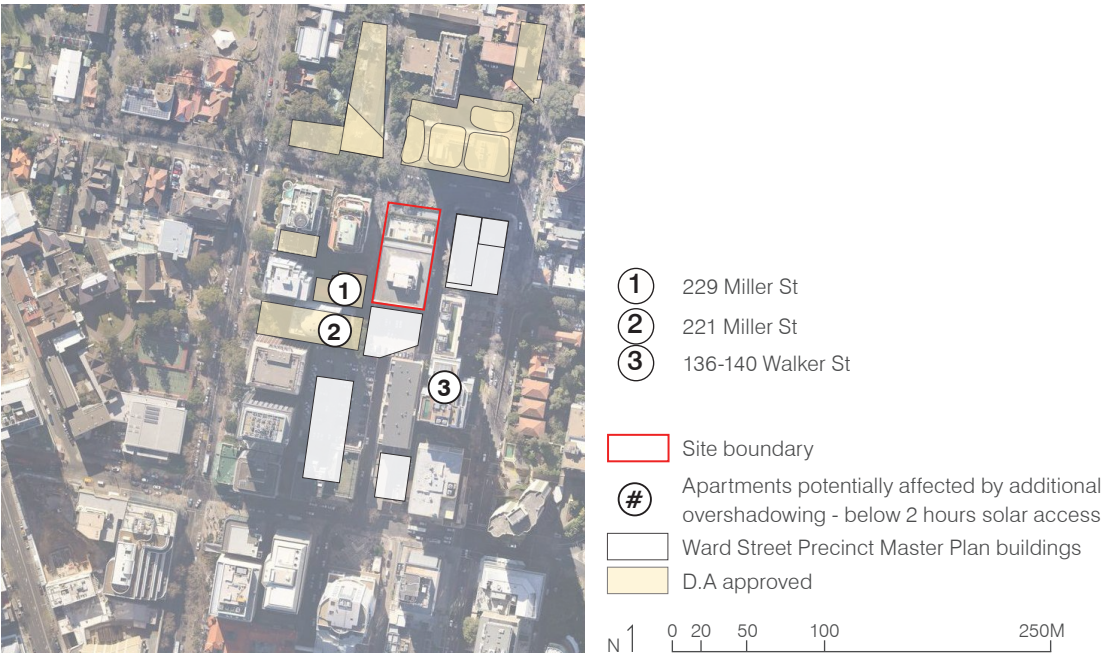 1
2
3
1 229 Miller St
2 221 Miller St
3 136-140 Walker St
Site boundary
# Apartments potentially affected by additional
overshadowing - below 2 hours solar access
Ward Street Precinct Master Plan buildings
D.A approved
N 0 20 50 100 250M